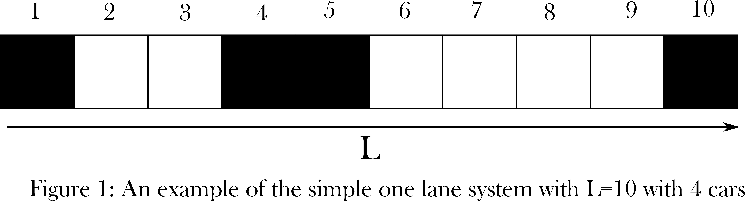 1 2 3 4 5 6 7 8 9 10
L
Figure 1: An example of the simple one lane system with L=10 with 4 cars